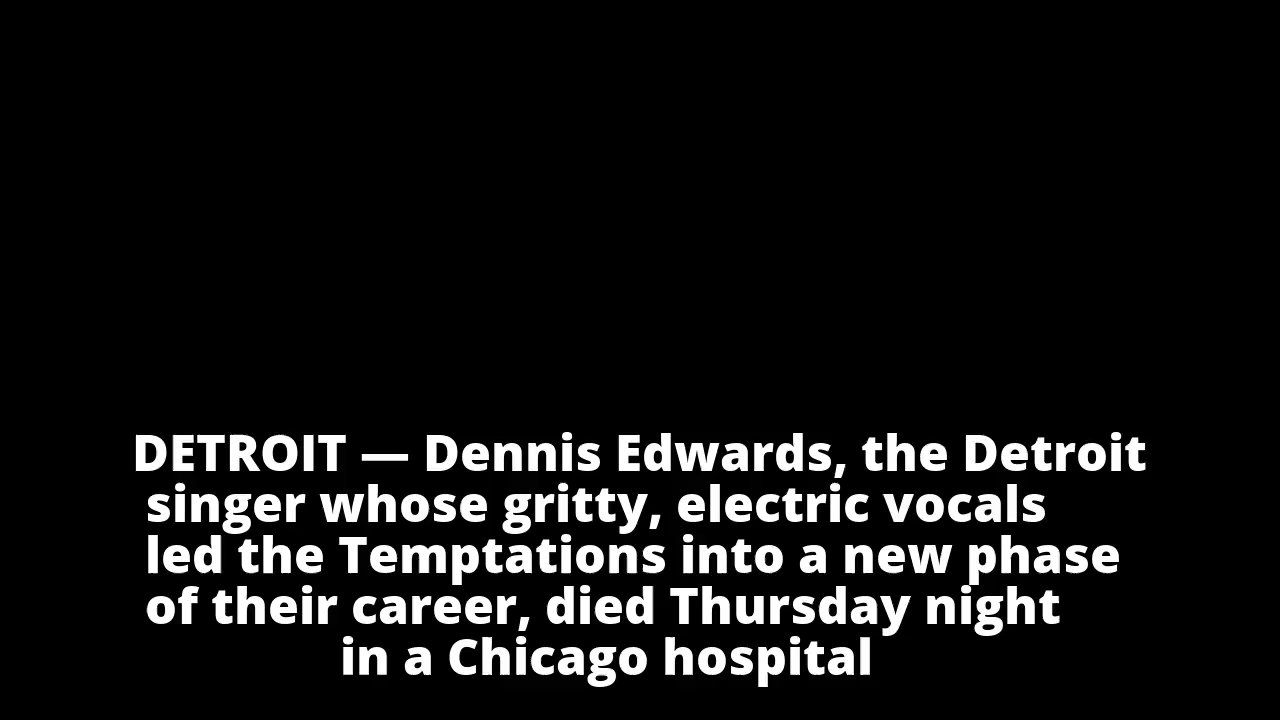 DETROIT — Dennis Edwards, the Detroit
singer whose gritty, electric vocals
led the Temptations into a new phase
of their career, died Thursday night
in a Chicago hospital